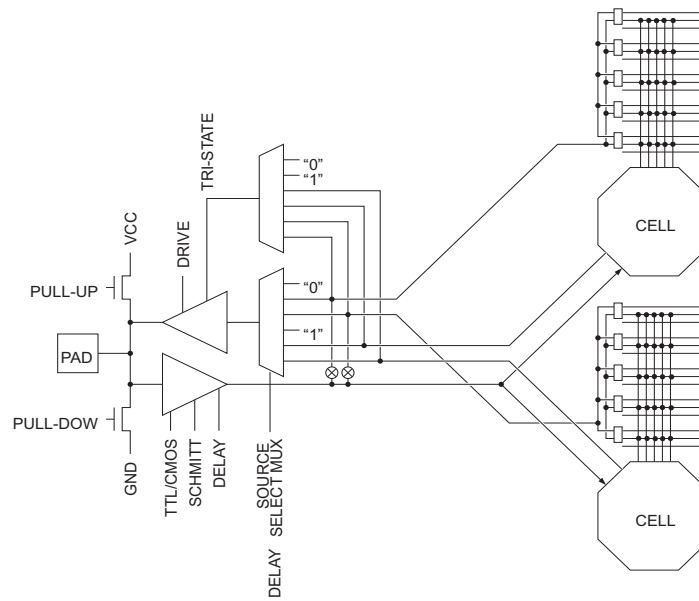 TRI-STATE
“0”
“1”
VCC
DRIVE
CELL
PULL-UP
“0”
“1”
PAD
PULL-DOW
GND
TTL/CMOS
SCHMITT
DELAY
SOURCE
SELECT MUX
DELAY
CELL